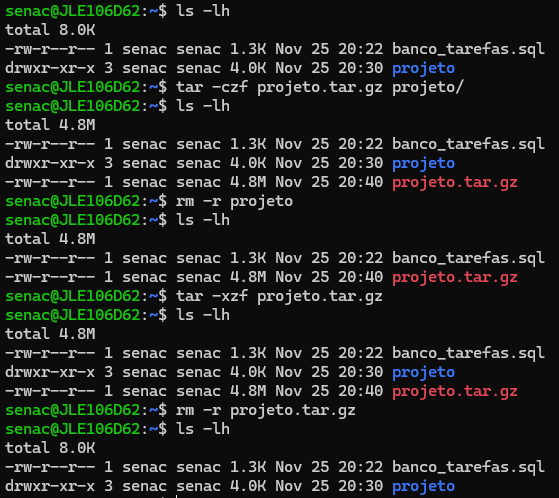 senac@JLE106D62:~$ ls -lh
total 8.0K
-rw-r--r-- 1 senac senac 1.3K Nov 25 20:22 banco_tarefas.sql
drwxr-xr-x 3 senac senac 4.0K Nov 25 20:30 projeto
senac@JLE106D62:~$ tar -czf projeto.tar.gz projeto/
senac@JLE106D62:~$ ls -lh
total 4.8M
-rw-r--r-- 1 senac senac 1.3K Nov 25 20:22 banco_tarefas.sql
drwxr-xr-x 3 senac senac 4.0K Nov 25 20:30 projeto
-rw-r--r-- 1 senac senac 4.8M Nov 25 20:40 projeto.tar.gz
senac@JLE106D62:~$ rm -r projeto
senac@JLE106D62:~$ ls -lh
total 4.8M
-rw-r--r-- 1 senac senac 1.3K Nov 25 20:22 banco_tarefas.sql
-rw-r--r-- 1 senac senac 4.8M Nov 25 20:40 projeto.tar.gz
senac@JLE106D62:~$ tar -xzf projeto.tar.gz
senac@JLE106D62:~$ ls -lh
total 4.8M
-rw-r--r-- 1 senac senac 1.3K Nov 25 20:22 banco_tarefas.sql
drwxr-xr-x 3 senac senac 4.0K Nov 25 20:30 projeto
-rw-r--r-- 1 senac senac 4.8M Nov 25 20:40 projeto.tar.gz
senac@JLE106D62:~$ rm -r projeto.tar.gz
senac@JLE106D62:~$ ls -lh
total 8.0K
-rw-r--r-- 1 senac senac 1.3K Nov 25 20:22 banco_tarefas.sql
drwxr-xr-x 3 senac senac 4.0K Nov 25 20:30 projeto